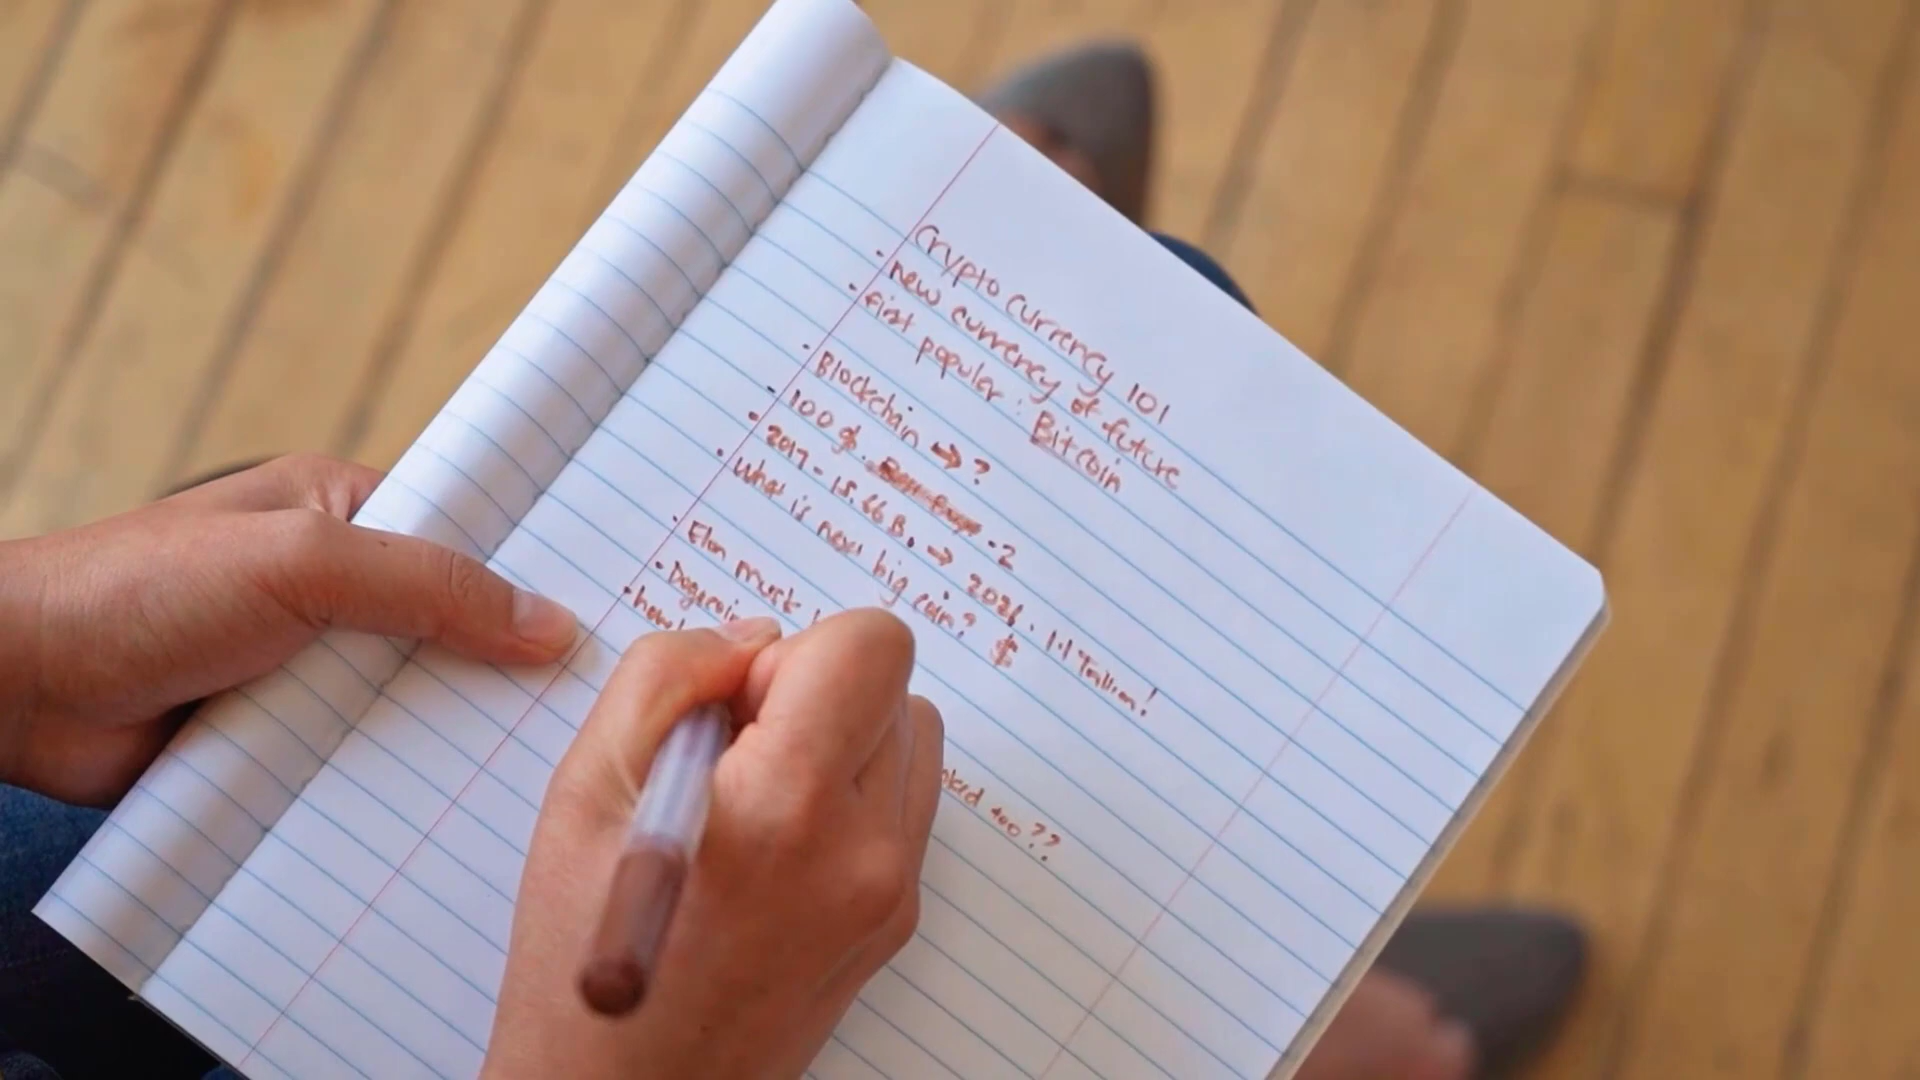 Crypto Currency 101
· new currency of future
· first popular : Bitcoin
· Blockchain → ?
· 100 $.
· 2017 - 15.66 B. → 2021. 1.1 Trillion!
· What is next big coin? $
· Elon Musk
· Dogecoin
too ??